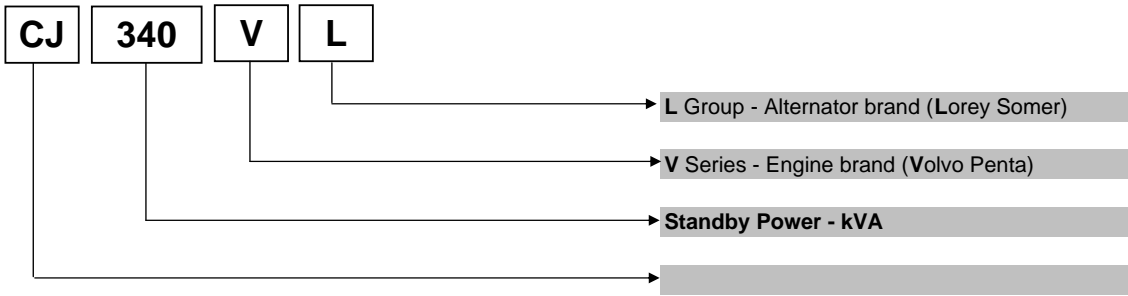 CJ 340 V L
L Group - Alternator brand (Lorey Somer)
V Series - Engine brand (Volvo Penta)
Standby Power - kVA